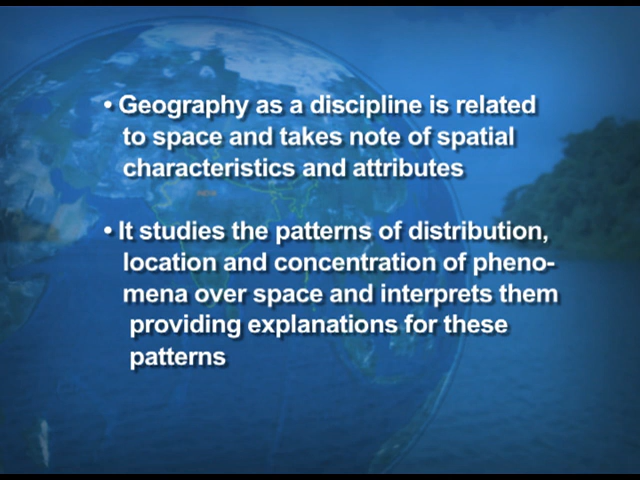 • Geography as a discipline is related
to space and takes note of spatial
characteristics and attributes
• It studies the patterns of distribution,
location and concentration of pheno-
mena over space and interprets them
providing explanations for these
patterns